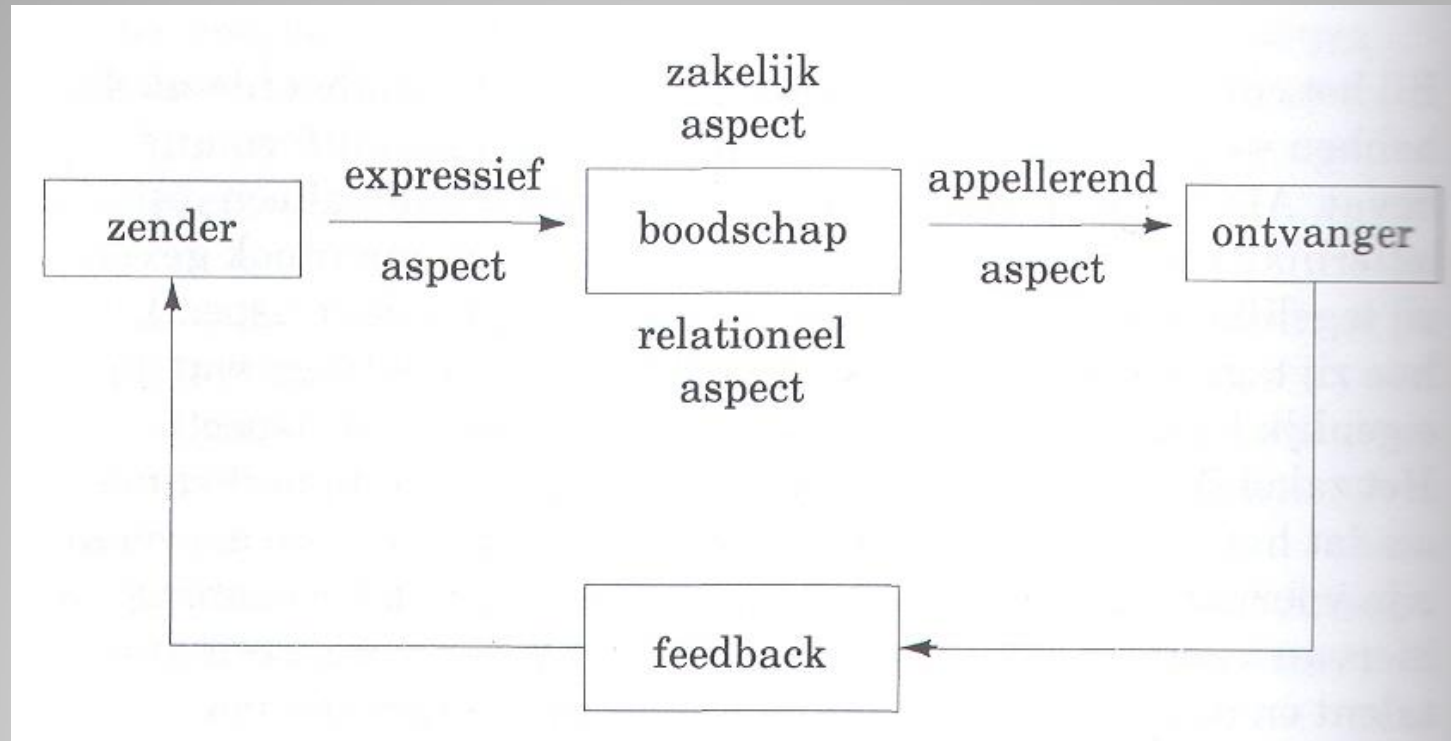 zakelijk
aspect
zender
expressief
aspect
boodschap
appellerend
aspect
ontvanger
relationeel
aspect
feedback